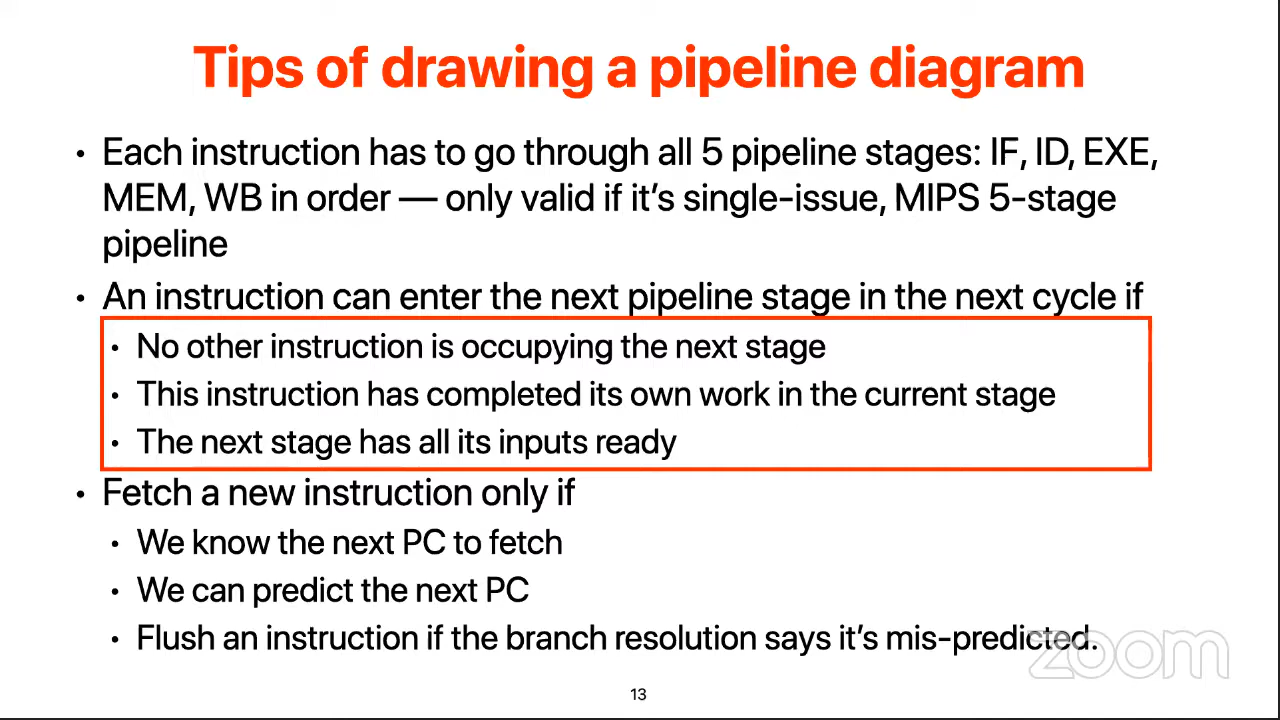 Tips of drawing a pipeline diagram
• Each instruction has to go through all 5 pipeline stages: IF, ID, EXE,
MEM, WB in order — only valid if it's single-issue, MIPS 5-stage
pipeline
• An instruction can enter the next pipeline stage in the next cycle if
• No other instruction is occupying the next stage
• This instruction has completed its own work in the current stage
• The next stage has all its inputs ready
• Fetch a new instruction only if
• We know the next PC to fetch
• We can predict the next PC
• Flush an instruction if the branch resolution says it's mis-predicted.
zoom
13